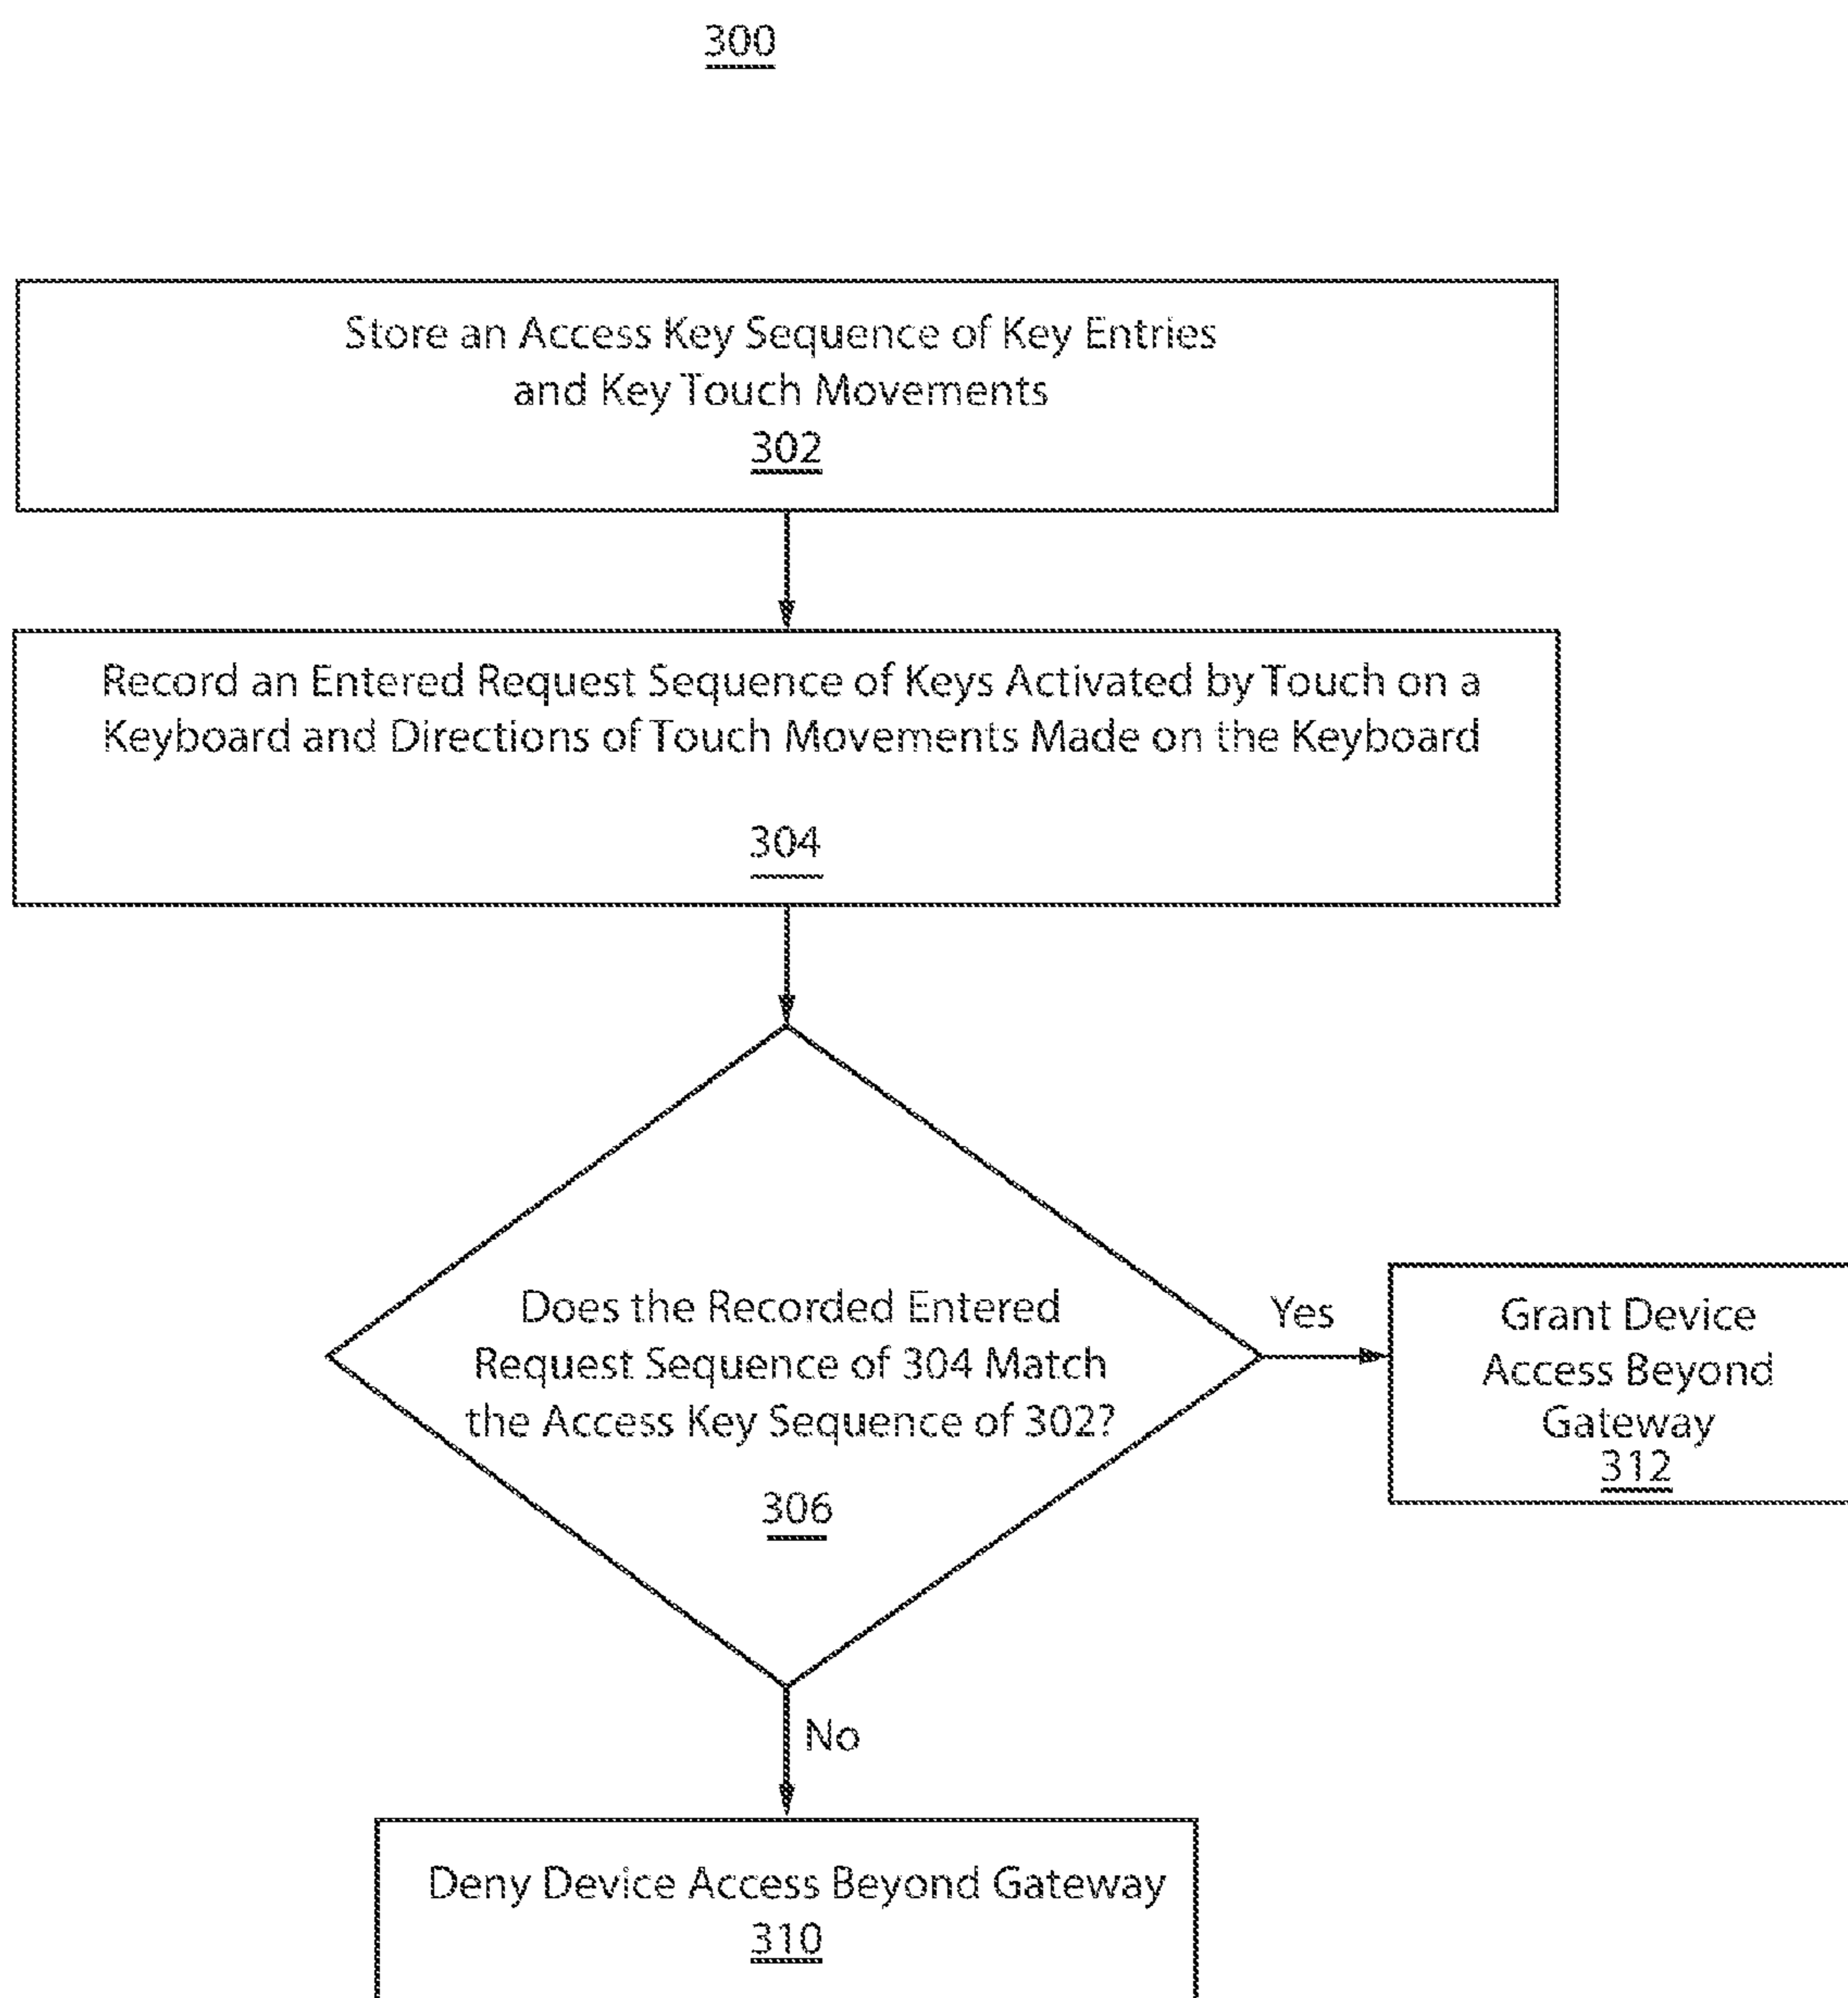 300
Store an Access Key Sequence of Key Entries
and Key Touch Movements
302
Record an Entered Request Sequence of Keys Activated by Touch on a
Keyboard and Directions of Touch Movements Made on the Keyboard
304
Does the Recorded Entered
Request Sequence of 304 Match
the Access Key Sequence of 302?
306
Yes
Grant Device
Access Beyond
Gateway
312
No
Deny Device Access Beyond Gateway
310